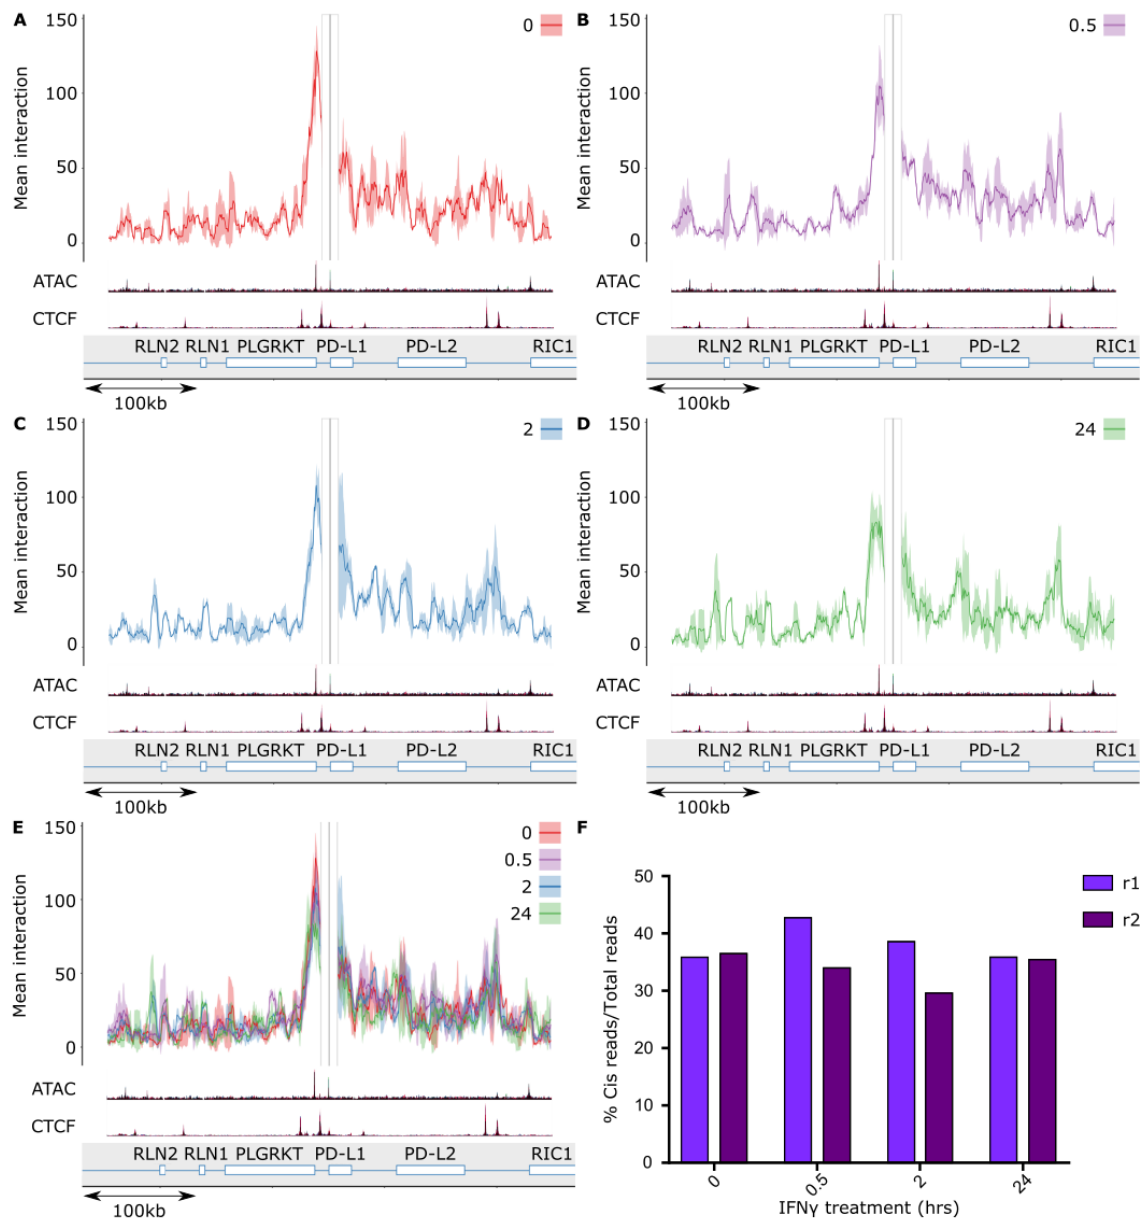 A
150
100
50
0
Mean interaction
0
ATAC
CTCF
RLN2 RLN1 PLGRKT PD-L1 PD-L2 RIC1
100kb
B
150
100
50
0
Mean interaction
0.5
ATAC
CTCF
RLN2 RLN1 PLGRKT PD-L1 PD-L2 RIC1
100kb
C
150
100
50
0
Mean interaction
2
ATAC
CTCF
RLN2 RLN1 PLGRKT PD-L1 PD-L2 RIC1
100kb
D
150
100
50
0
Mean interaction
24
ATAC
CTCF
RLN2 RLN1 PLGRKT PD-L1 PD-L2 RIC1
100kb
E
150
100
50
0
Mean interaction
0
0.5
2
24
ATAC
CTCF
RLN2 RLN1 PLGRKT PD-L1 PD-L2 RIC1
100kb
F
50
40
30
20
10
0
% Cis reads/Total reads
r1
r2
0 0.5 2 24
IFNγ treatment (hrs)